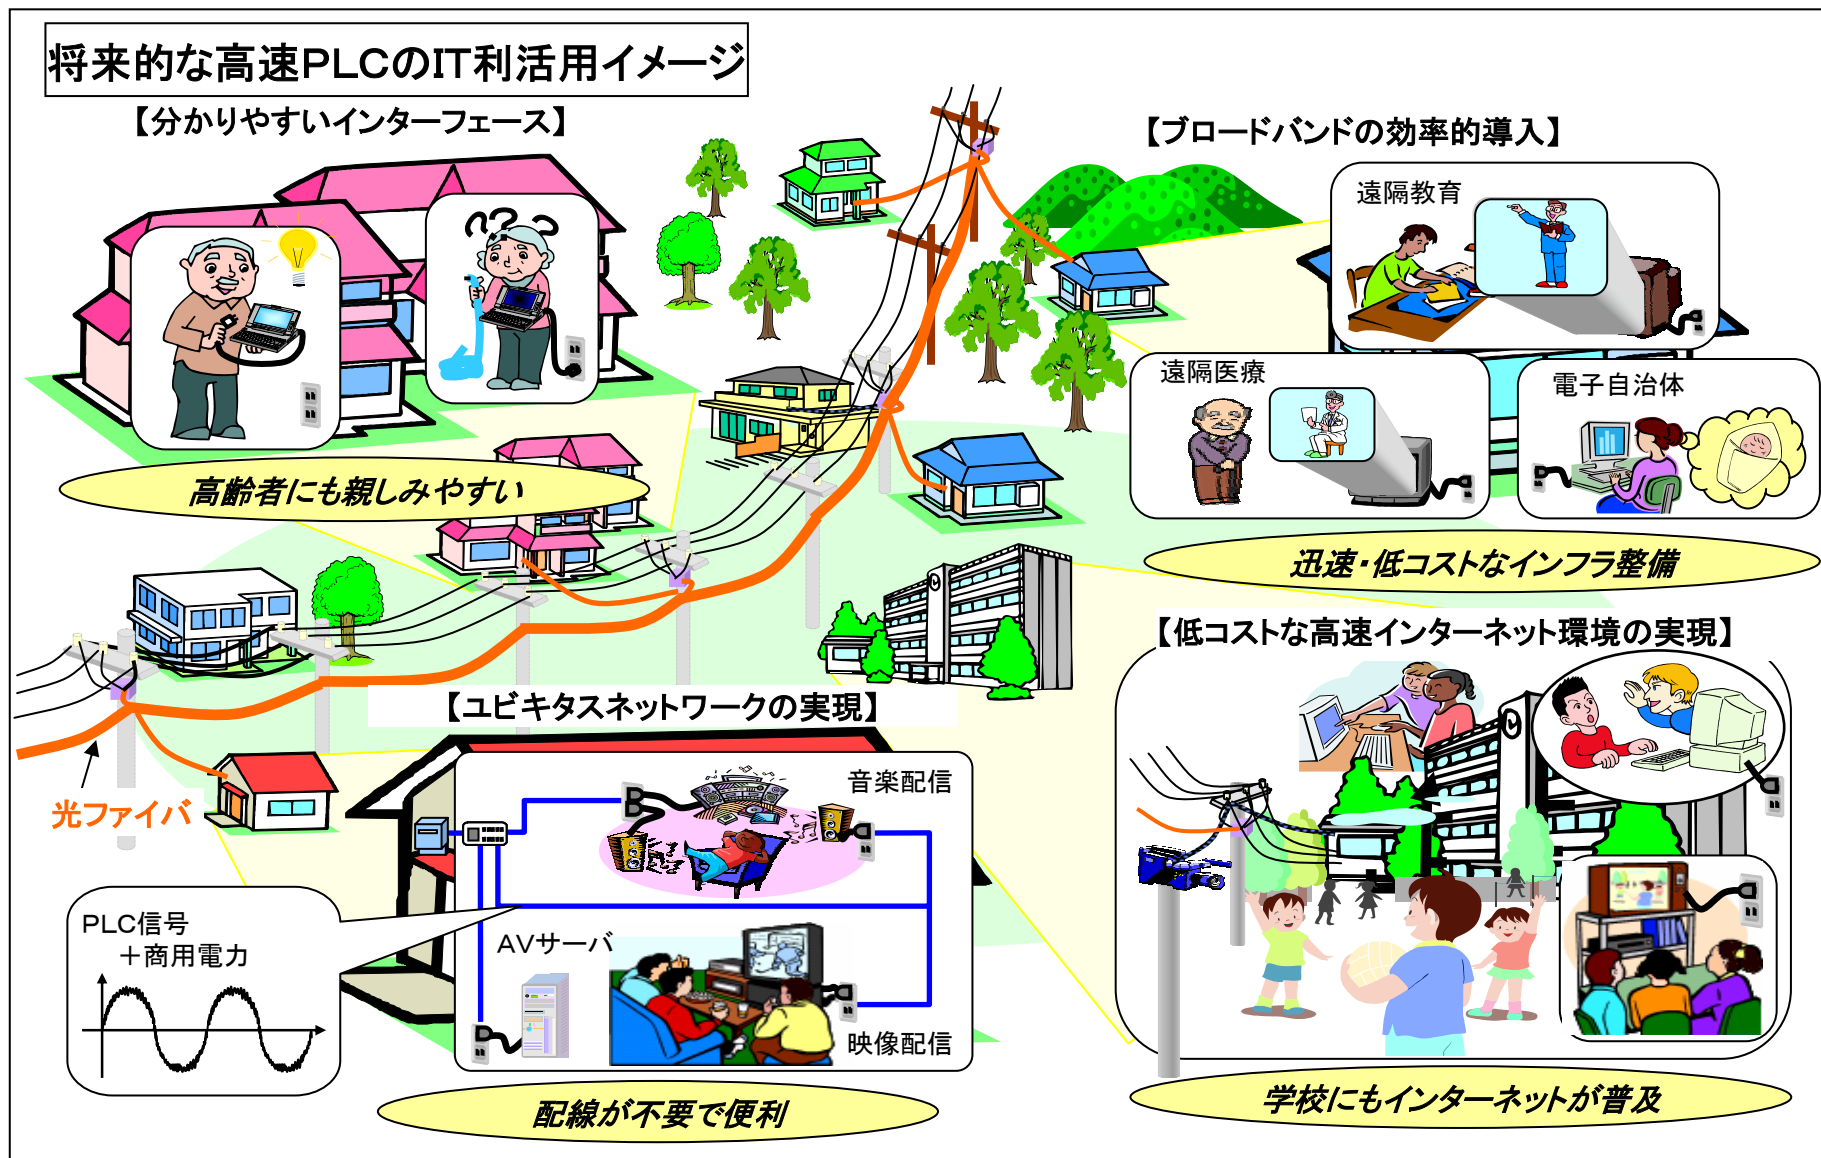 将来的な高速PLCのIT利活用イメージ
【分かりやすいインターフェース】
高齢者にも親しみやすい
【ブロードバンドの効率的導入】
遠隔教育
遠隔医療
電子自治体
迅速・低コストなインフラ整備
【低コストな高速インターネット環境の実現】
学校にもインターネットが普及
【ユビキタスネットワークの実現】
音楽配信
AVサーバ
映像配信
配線が不要で便利
光ファイバ
PLC信号
＋商用電力
???